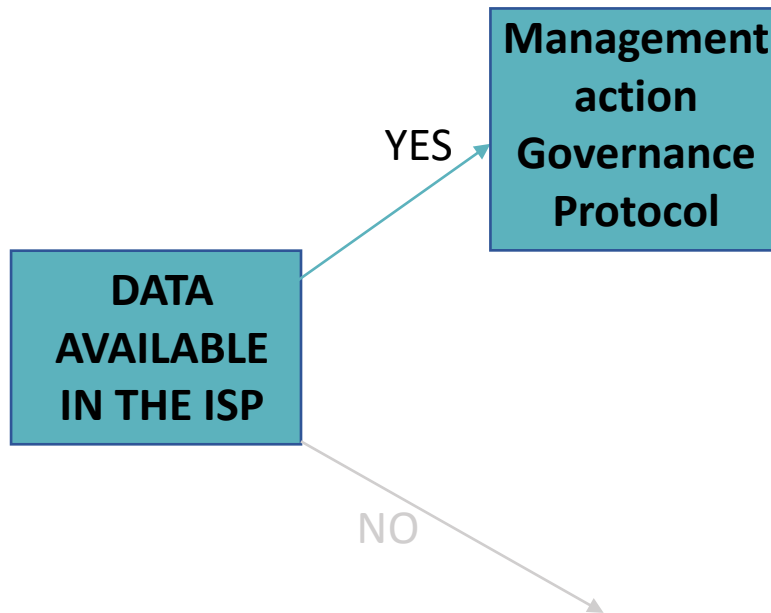 Management
action
Governance
Protocol
YES
DATA
AVAILABLE
IN THE ISP
NO